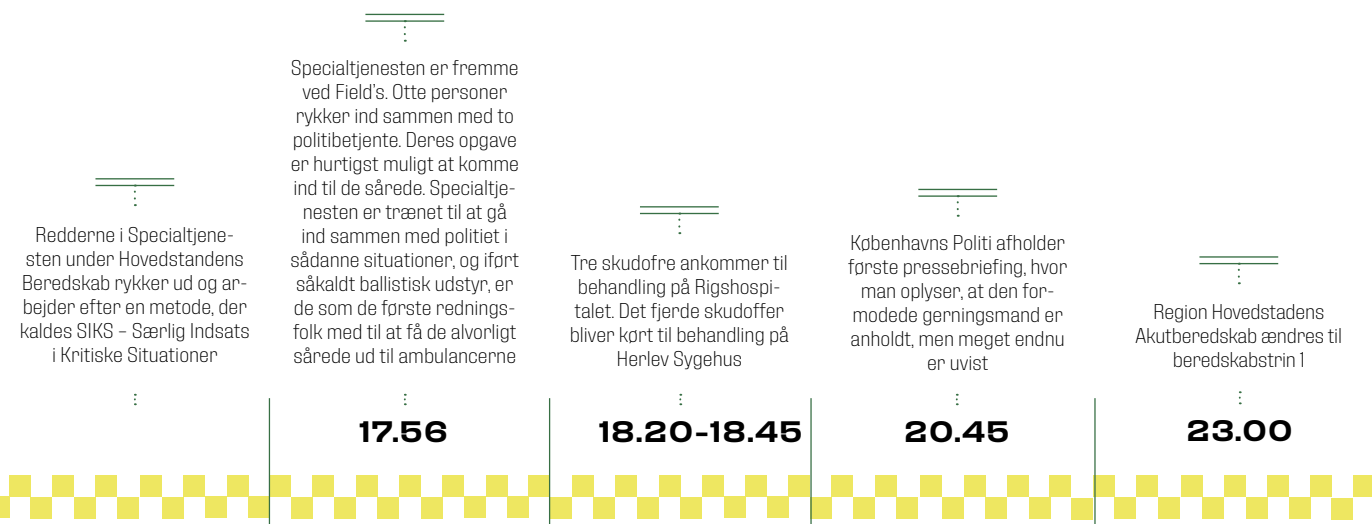 Redderne i Specialtjene-
sten under Hovedstandens
Beredskab rykker ud og ar-
bejder efter en metode, der
kaldes SIKS – Særlig Indsats
i Kritiske Situationer
Specialtjenesten er fremme
ved Field's. Otte personer
rykker ind sammen med to
politibetjente. Deres opgave
er hurtigst muligt at komme
ind til de sårede. Specialtje-
nesten er trænet til at gå
ind sammen med politiet i
sådanne situationer, og iført
såkaldt ballistisk udstyr, er
de som de første rednings-
folk med til at få de alvorligt
sårede ud til ambulancerne
17.56
Tre skudofre ankommer til
behandling på Rigshospi-
talet. Det fjerde skudoffer
bliver kørt til behandling på
Herlev Sygehus
18.20-18.45
Københavns Politi afholder
første pressebriefing, hvor
man oplyser, at den for-
modede gerningsmand er
anholdt, men meget endnu
er uvist
20.45
Region Hovedstadens
Akutberedskab ændres til
beredskabstrin 1
23.00